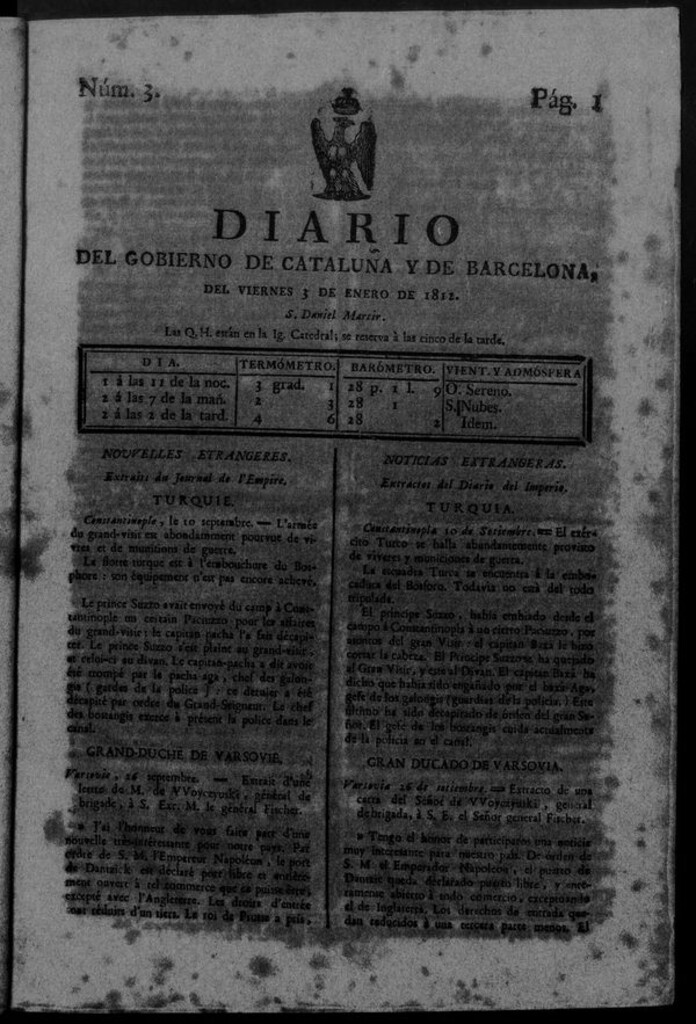 Núm. 3.
Pág. 1
DIARIO
DEL GOBIERNO DE CATALUÑA Y DE BARCELONA,
DEL VIERNES 3 DE ENERO DE 1812.
S. Daniel Martir.
Las Q. H. están en la Ig. Catedral; se reserva à las cinco de la tarde.
DIA. TERMÓMETRO. BARÓMETRO. VIENT. Y ADMÓSFERA
1 á las 11 de la noc. 3 grad. 1 28 p. 1 l. 9 O. Sereno.
2 á las 7 de la mañ. 2 3 28 1 S. Nubes.
2 á las 2 de la tard. 4 6 28 2 Idem.
NOUVELLES ETRANGERES.
Extraits du Journal de l'Empire.
TURQUIE.
Constantinople, le 10 septembre. — L'armée
du grand-visir est abondamment pourvue de vi-
vres et de munitions de guerre.
La flotte turque est à l'embouchure du Bos-
phore: son équipement n'est pas encore achevé.
Le prince Suzzo avait envoyé du camp à Cons-
tantinople un certain Paciuzzo pour les affaires
du grand-visir: le capitan pacha l'a fait décapi-
ter. Le prince Suzzo s'est plaint au grand-visir,
et celui-ci au divan. Le capitan-pacha a dit avoir
été trompé par le pacha aga, chef des galon-
gis (gardes de la police): ce dernier a été
décapité par ordre du Grand-Seigneur. Le chef
des bostangis exerce à présent la police dans le
canal.
GRAND-DUCHÉ DE VARSOVIE.
Varsovie, 26 septembre. — Extrait d'une
lettre de M. de VVoyczynski, général de
brigade, à S. Exc. M. le général Fischer.
» J'ai l'honneur de vous faire part d'une
nouvelle très-intéressante pour notre pays. Par
ordre de S. M. l'Empereur Napoléon, le port
de Dantzick est déclaré port libre et entière-
ment ouvert à tel commerce que ce puisse être,
excepté avec l'Angleterre. Les droits d'entrée
sont réduits d'un tiers. Le roi de Prusse a pris,
NOTICIAS EXTRANGERAS.
Extractos del Diario del Imperio.
TURQUIA.
Constantinopla 10 de Setiembre. = El exér-
cito Turco se halla abundantemente provisto
de víveres y municiones de guerra.
La escuadra Turca se encuentra á la embo-
cadura del Bosforo. Todavía no está del todo
tripulada.
El príncipe Suzzo, había embiado desde el
campo à Constantinopla à un cierto Paciuzzo, por
asuntos del gran Visir: el capitan Baxá le hizo
cortar la cabeza. El Príncipe Suzzo se ha quejado
al Gran Visir, y este al Divan. El capitan Baxá ha
dicho que habia sido engañado por el baxá Aga,
gefe de los galongis (guardias de la policía.) Este
último ha sido decapitado de órden del gran Se-
ñor. El gefe de los bostangis cuida actualmente
de la policía en el canal.
GRAN DUCADO DE VARSOVIA.
Varsovia 26 de setiembre. = Extracto de una
carta del Señor de VVoyczynski, general
de brigada, á S. E. el Señor general Fischer.
» Tengo el honor de participaros una noticia
muy interesante para nuestro país. De órden de
S. M. el Emperador Napoleon, el puerto de
Dantzik queda declarado puerto libre, y ente-
ramente abierto à todo comercio, exceptuando
el de Inglaterra. Los derechos de entrada que-
dan reducidos à una tercera parte menos. El